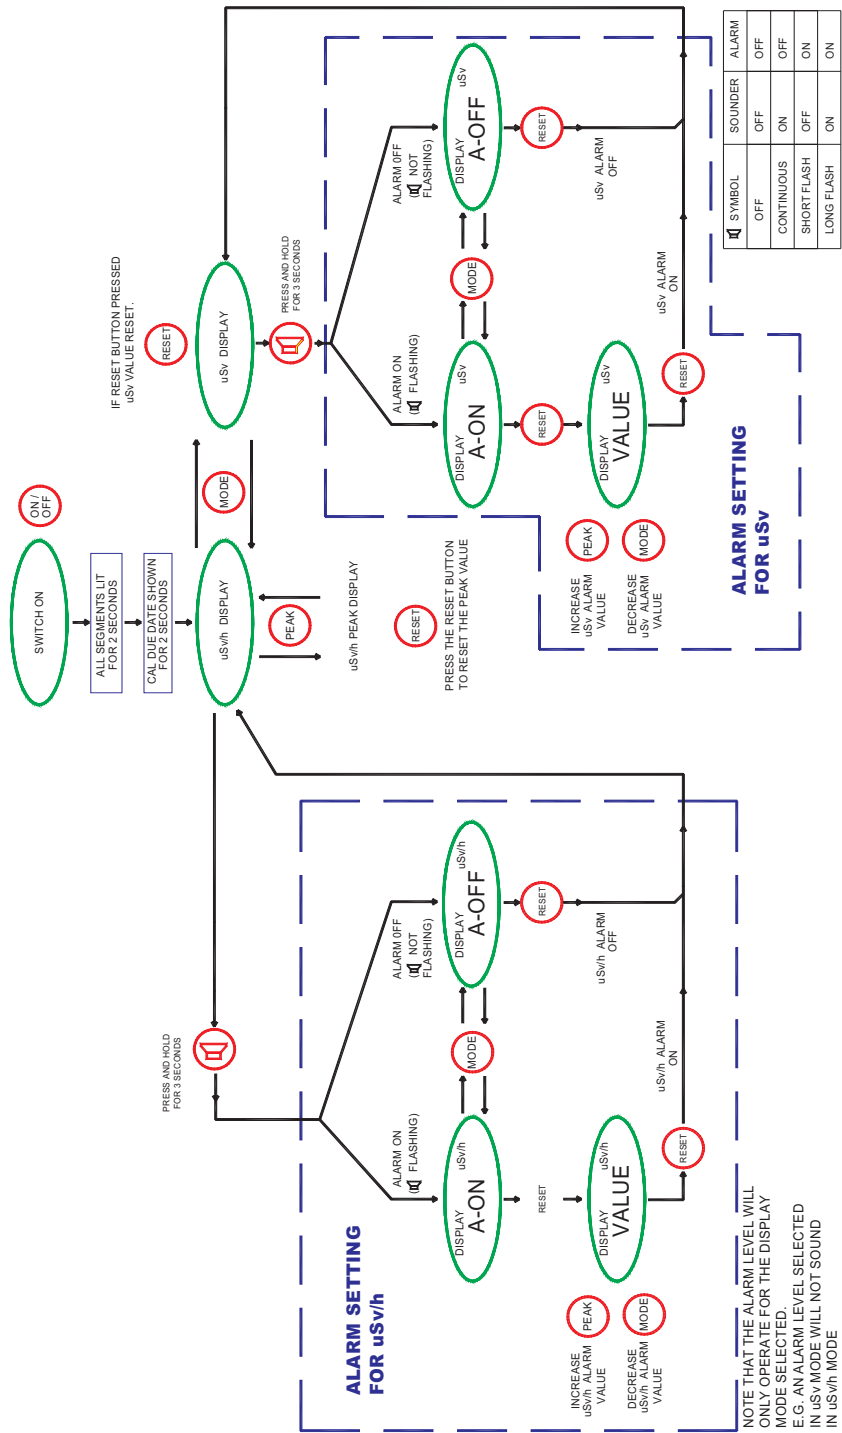 SWITCH ON
ON /
OFF
ALL SEGMENTS LIT
FOR 2 SECONDS
CAL DUE DATE SHOWN
FOR 2 SECONDS
uSv/h DISPLAY
MODE
IF RESET BUTTON PRESSED
uSv VALUE RESET.
RESET
uSv DISPLAY
PEAK
uSv/h PEAK DISPLAY
RESET
PRESS THE RESET BUTTON
TO RESET THE PEAK VALUE
PRESS AND HOLD
FOR 3 SECONDS
ALARM SETTING
FOR uSv/h
ALARM ON
( FLASHING)
ALARM 0FF
( NOT
FLASHING)
DISPLAY
A-ON
uSv/h
MODE
DISPLAY
A-OFF
uSv/h
RESET
RESET
INCREASE
uSv/h ALARM
VALUE
PEAK
DECREASE
uSv/h ALARM
VALUE
MODE
DISPLAY
VALUE
uSv/h
uSv/h ALARM
OFF
RESET
uSv/h ALARM
ON
NOTE THAT THE ALARM LEVEL WILL
ONLY OPERATE FOR THE DISPLAY
MODE SELECTED.
E.G. AN ALARM LEVEL SELECTED
IN uSv MODE WILL NOT SOUND
IN uSv/h MODE
PRESS AND HOLD
FOR 3 SECONDS
ALARM ON
( FLASHING)
ALARM 0FF
( NOT
FLASHING)
DISPLAY
A-ON
uSv
MODE
DISPLAY
A-OFF
uSv
RESET
RESET
INCREASE
uSv ALARM
VALUE
PEAK
DECREASE
uSv ALARM
VALUE
MODE
DISPLAY
VALUE
uSv
uSv ALARM
OFF
RESET
uSv ALARM
ON
ALARM SETTING
FOR uSv
SYMBOL SOUNDER ALARM
OFF OFF OFF
CONTINUOUS ON OFF
SHORT FLASH OFF ON
LONG FLASH ON ON